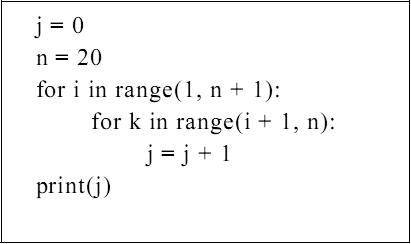 j = 0
n = 20
for i in range(1, n + 1):
for k in range(i + 1, n):
j = j + 1
print(j)